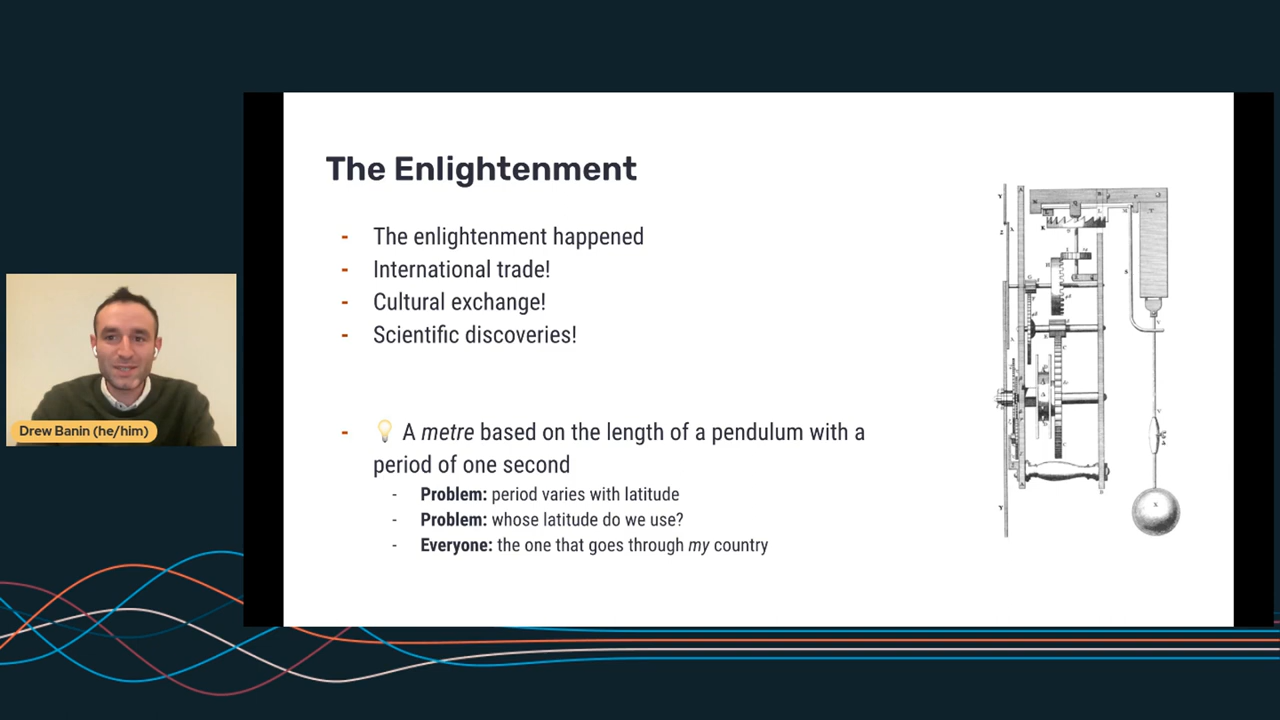 The Enlightenment
- The enlightenment happened
- International trade!
- Cultural exchange!
- Scientific discoveries!
- 💡 A metre based on the length of a pendulum with a
period of one second
- Problem: period varies with latitude
- Problem: whose latitude do we use?
- Everyone: the one that goes through my country
Drew Banin (he/him)